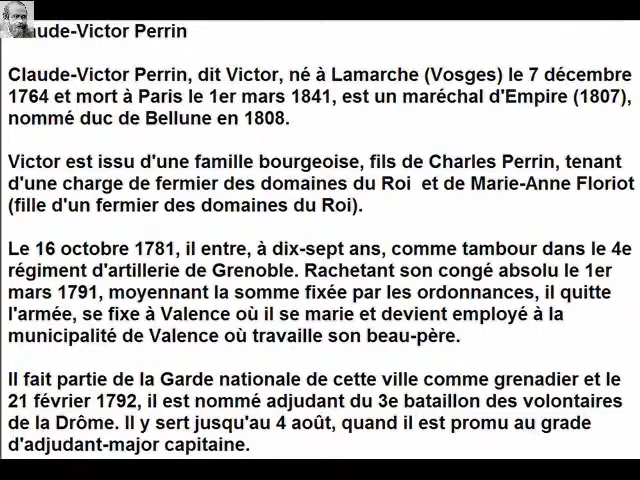 aude-Victor Perrin
Claude-Victor Perrin, dit Victor, né à Lamarche (Vosges) le 7 décembre
1764 et mort à Paris le 1er mars 1841, est un maréchal d'Empire (1807),
nommé duc de Bellune en 1808.
Victor est issu d'une famille bourgeoise, fils de Charles Perrin, tenant
d'une charge de fermier des domaines du Roi et de Marie-Anne Floriot
(fille d'un fermier des domaines du Roi).
Le 16 octobre 1781, il entre, à dix-sept ans, comme tambour dans le 4e
régiment d'artillerie de Grenoble. Rachetant son congé absolu le 1er
mars 1791, moyennant la somme fixée par les ordonnances, il quitte
l'armée, se fixe à Valence où il se marie et devient employé à la
municipalité de Valence où travaille son beau-père.
Il fait partie de la Garde nationale de cette ville comme grenadier et le
21 février 1792, il est nommé adjudant du 3e bataillon des volontaires
de la Drôme. Il y sert jusqu'au 4 août, quand il est promu au grade
d'adjudant-major capitaine.